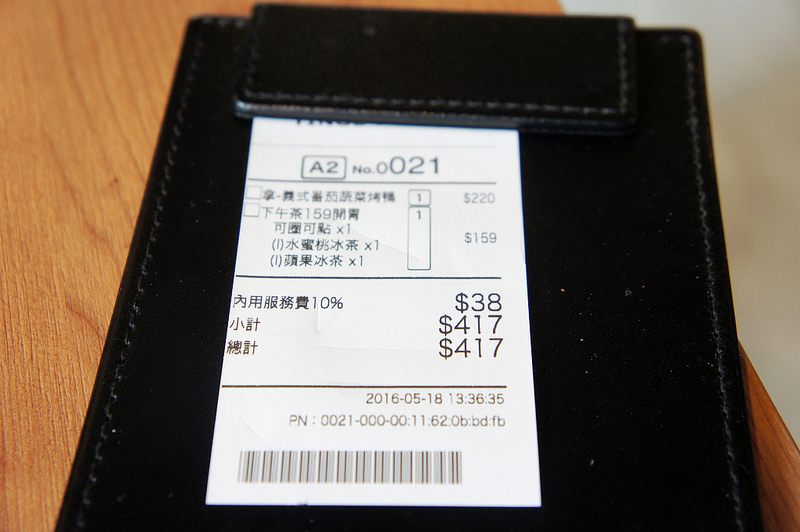 A2 No.0021
拿-義式番茄蔬菜烤鴨 1 $220
下午茶159開胃 1 $159
可圈可點 x1
(I)水蜜桃冰茶 x1
(I)蘋果冰茶 x1
內用服務費10% $38
小計 $417
總計 $417
2016-05-18 13:36:35
PN：0021-000-00:11:62:0b:bd:fb